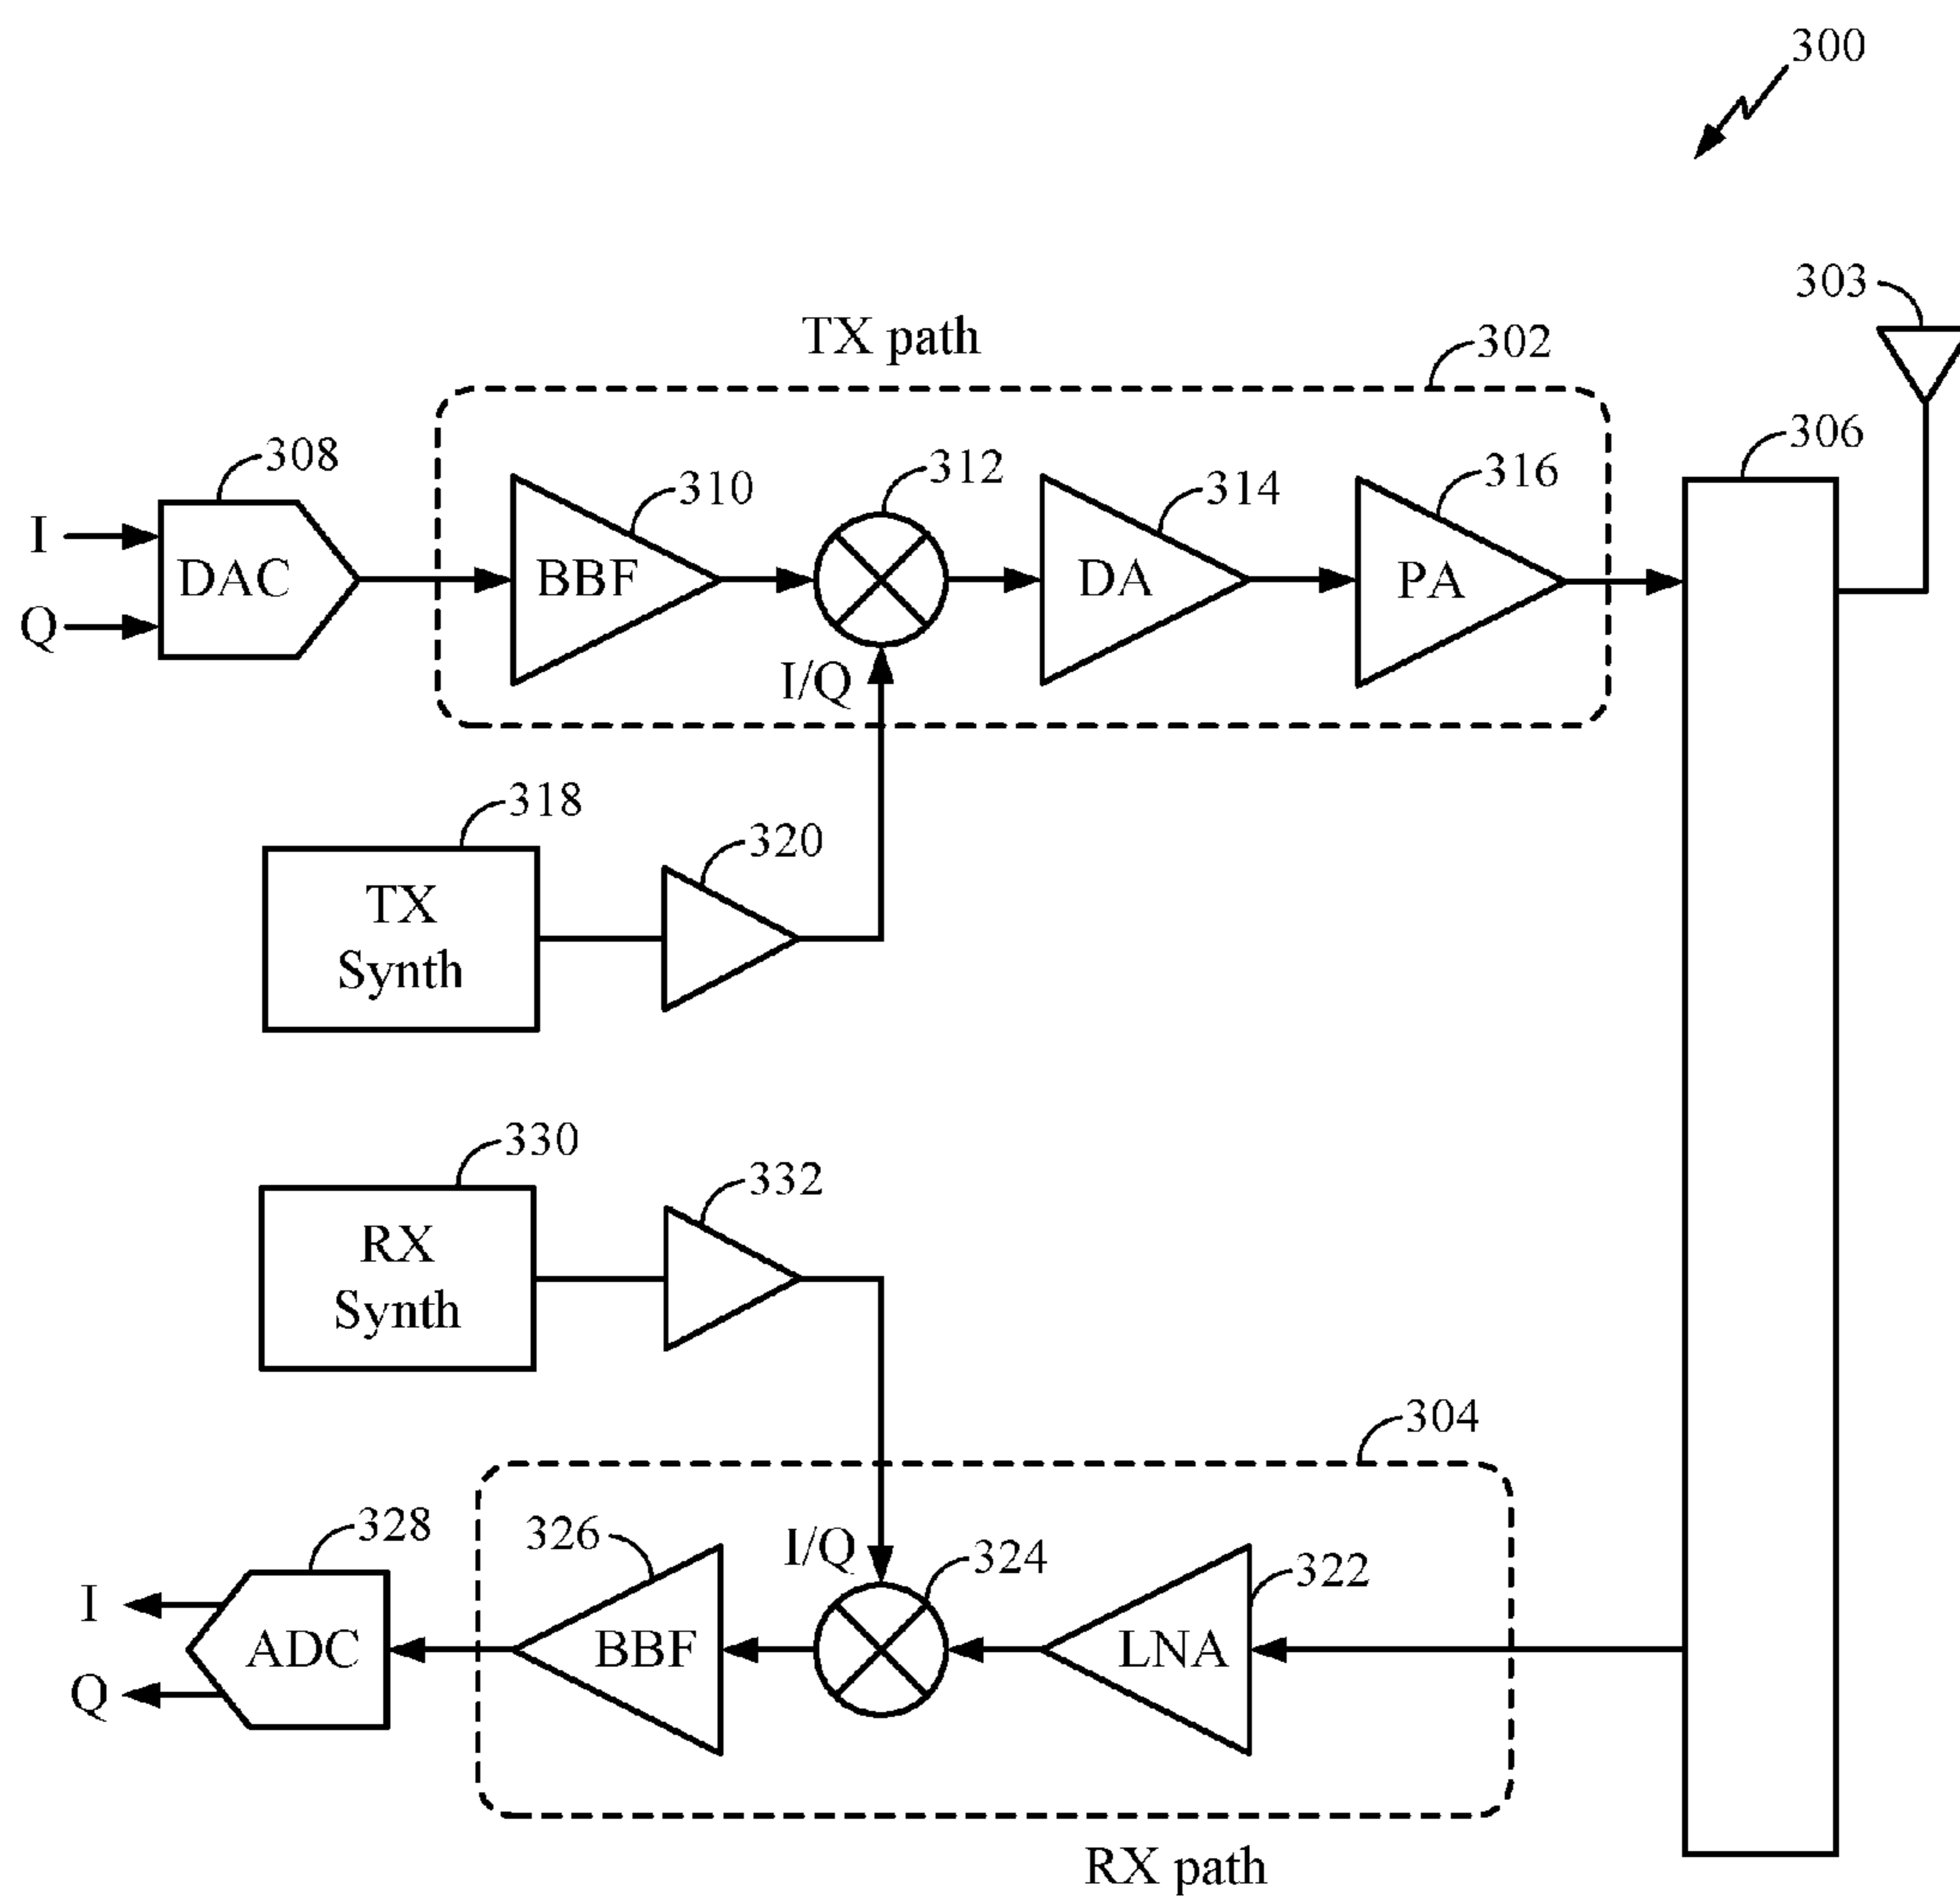 300
303
TX path
302
306
308
310
312
314
316
I
Q
DAC
BBF
DA
PA
I/Q
318
320
TX
Synth
330
332
RX
Synth
304
328
326
I/Q
324
322
I
Q
ADC
BBF
LNA
RX path